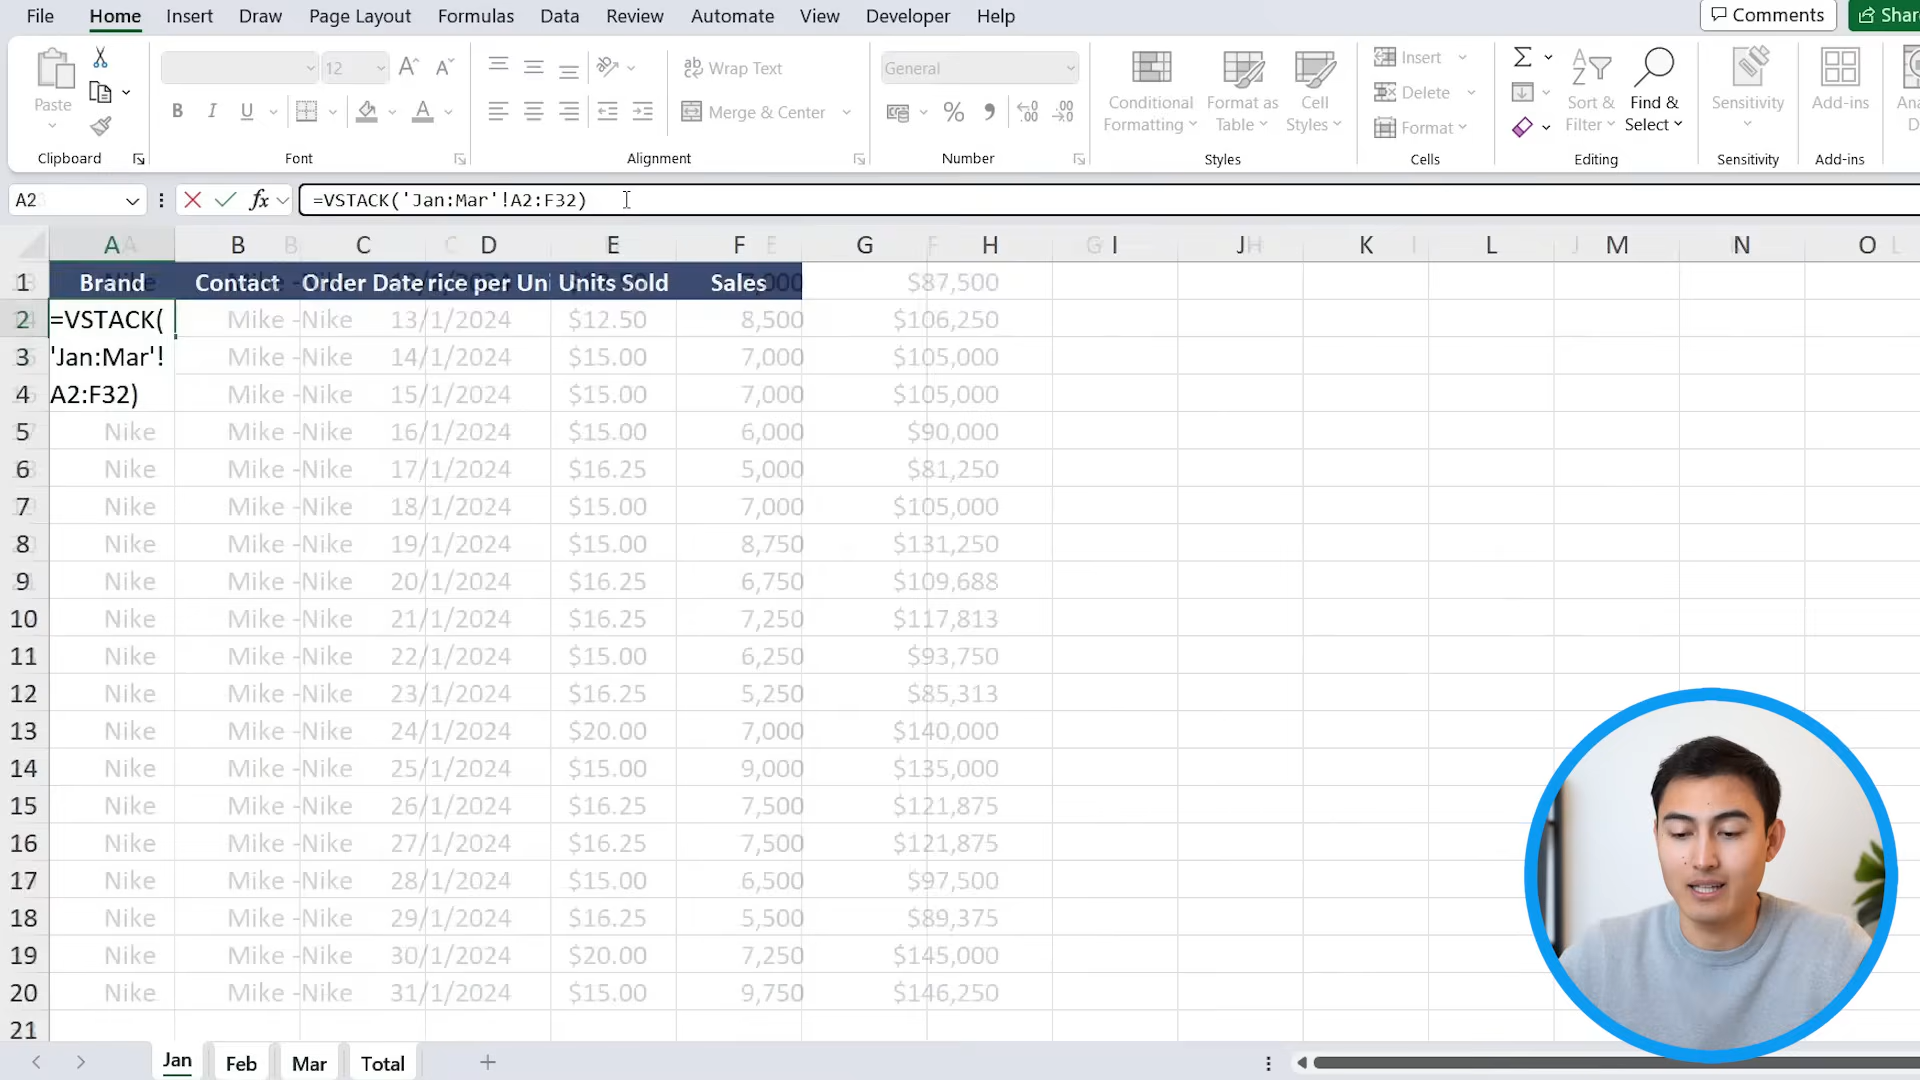 File Home Insert Draw Page Layout Formulas Data Review Automate View Developer Help Comments Shar
Paste
12
B I U
Wrap Text
Merge & Center
General
Conditional Formatting
Format as Table
Cell Styles
Insert
Delete
Format
Sort & Filter
Find & Select
Sensitivity
Add-ins
Clipboard Font Alignment Number Styles Cells Editing Sensitivity Add-ins
A2 fx =VSTACK('Jan:Mar'!A2:F32)
A B C D E F G H I J K L M N O
1 Brand Contact Order Date rice per Uni Units Sold Sales $87,500
2 =VSTACK( Mike - Nike 13/1/2024 $12.50 8,500 $106,250
3 'Jan:Mar'! Mike - Nike 14/1/2024 $15.00 7,000 $105,000
4 A2:F32) Mike - Nike 15/1/2024 $15.00 7,000 $105,000
5 Nike Mike - Nike 16/1/2024 $15.00 6,000 $90,000
6 Nike Mike - Nike 17/1/2024 $16.25 5,000 $81,250
7 Nike Mike - Nike 18/1/2024 $15.00 7,000 $105,000
8 Nike Mike - Nike 19/1/2024 $15.00 8,750 $131,250
9 Nike Mike - Nike 20/1/2024 $16.25 6,750 $109,688
10 Nike Mike - Nike 21/1/2024 $16.25 7,250 $117,813
11 Nike Mike - Nike 22/1/2024 $15.00 6,250 $93,750
12 Nike Mike - Nike 23/1/2024 $16.25 5,250 $85,313
13 Nike Mike - Nike 24/1/2024 $20.00 7,000 $140,000
14 Nike Mike - Nike 25/1/2024 $15.00 9,000 $135,000
15 Nike Mike - Nike 26/1/2024 $16.25 7,500 $121,875
16 Nike Mike - Nike 27/1/2024 $16.25 7,500 $121,875
17 Nike Mike - Nike 28/1/2024 $15.00 6,500 $97,500
18 Nike Mike - Nike 29/1/2024 $16.25 5,500 $89,375
19 Nike Mike - Nike 30/1/2024 $20.00 7,250 $145,000
20 Nike Mike - Nike 31/1/2024 $15.00 9,750 $146,250
21
Jan Feb Mar Total